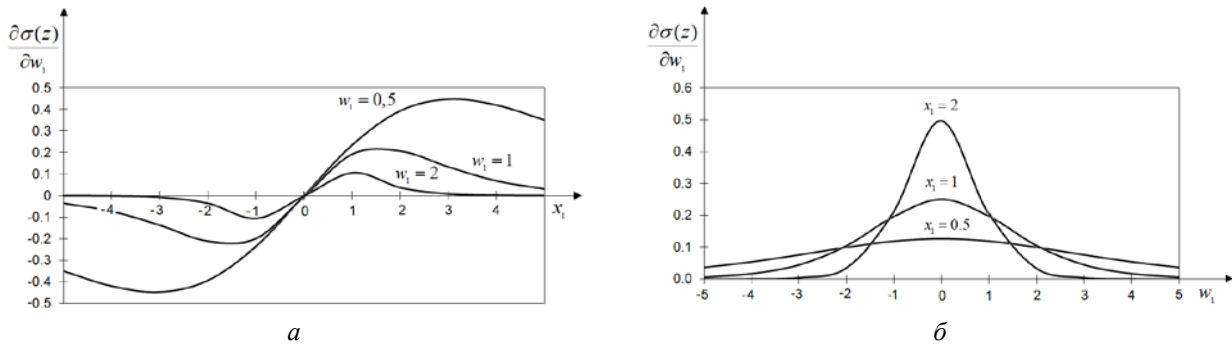 ∂σ(z)
∂w₁
0.5
0.4
0.3
0.2
0.1
0
-0.1
-0.2
-0.3
-0.4
-0.5
-4 -3 -2 -1 0 1 2 3 4
x₁
w₁ = 0,5
w₁ = 1
w₁ = 2
а
∂σ(z)
∂w₁
0.6
0.5
0.4
0.3
0.2
0.1
0.0
-5 -4 -3 -2 -1 0 1 2 3 4 5
w₁
x₁ = 2
x₁ = 1
x₁ = 0.5
б